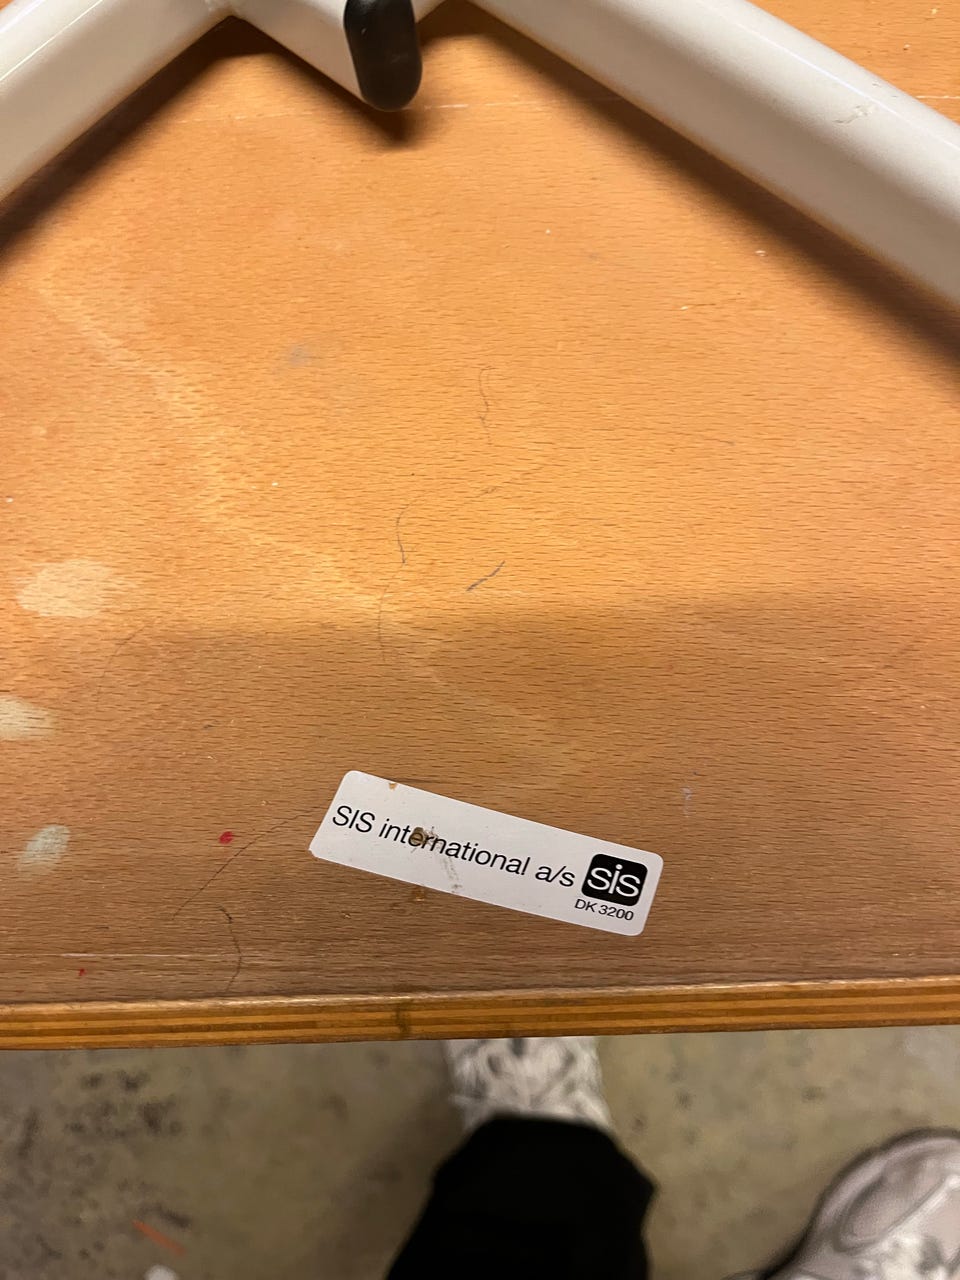 SIS international a/s
sis
DK 3200